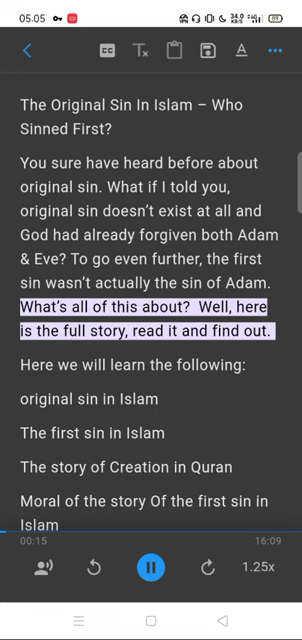 05.05
34.0
KB/S
89
CC
The Original Sin In Islam – Who
Sinned First?
You sure have heard before about
original sin. What if I told you,
original sin doesn't exist at all and
God had already forgiven both Adam
& Eve? To go even further, the first
sin wasn't actually the sin of Adam.
What's all of this about?  Well, here
is the full story, read it and find out.
Here we will learn the following:
original sin in Islam
The first sin in Islam
The story of Creation in Quran
Moral of the story Of the first sin in
Islam
00:15 16:09
1.25x